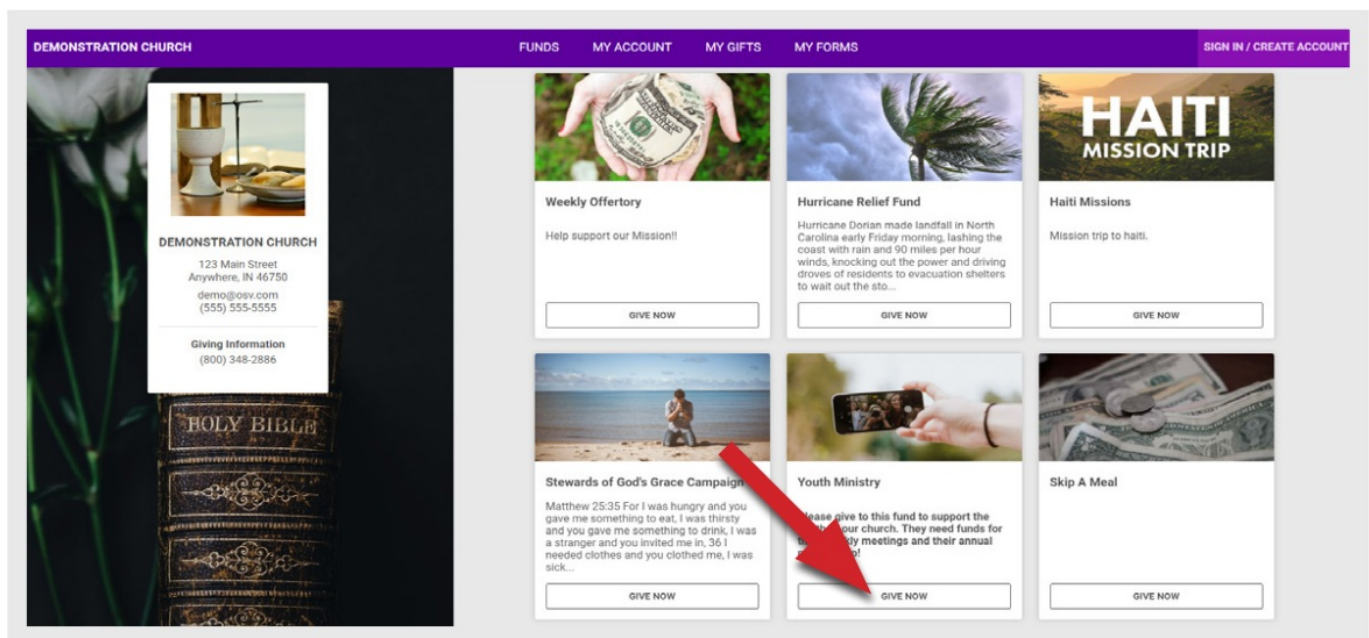 DEMONSTRATION CHURCH
FUNDS MY ACCOUNT MY GIFTS MY FORMS
SIGN IN / CREATE ACCOUNT
DEMONSTRATION CHURCH
123 Main Street
Anywhere, IN 46750
demo@osv.com
(555) 555-5555
Giving Information
(800) 348-2886
HOLY BIBLE
Weekly Offertory
Help support our Mission!!
GIVE NOW
Hurricane Relief Fund
Hurricane Dorian made landfall in North
Carolina early Friday morning, lashing the
coast with rain and 90 miles per hour
winds, knocking out the power and driving
droves of residents to evacuation shelters
to wait out the sto...
GIVE NOW
HAITI
MISSION TRIP
Haiti Missions
Mission trip to haiti.
GIVE NOW
Stewards of God's Grace Campaign
Matthew 25:35 For I was hungry and you
gave me something to eat, I was thirsty
and you gave me something to drink, I was
a stranger and you invited me in, 36 I
needed clothes and you clothed me, I was
sick...
GIVE NOW
Youth Ministry
Please give to this fund to support the
our church. They need funds for
meetings and their annual
GIVE NOW
Skip A Meal
GIVE NOW